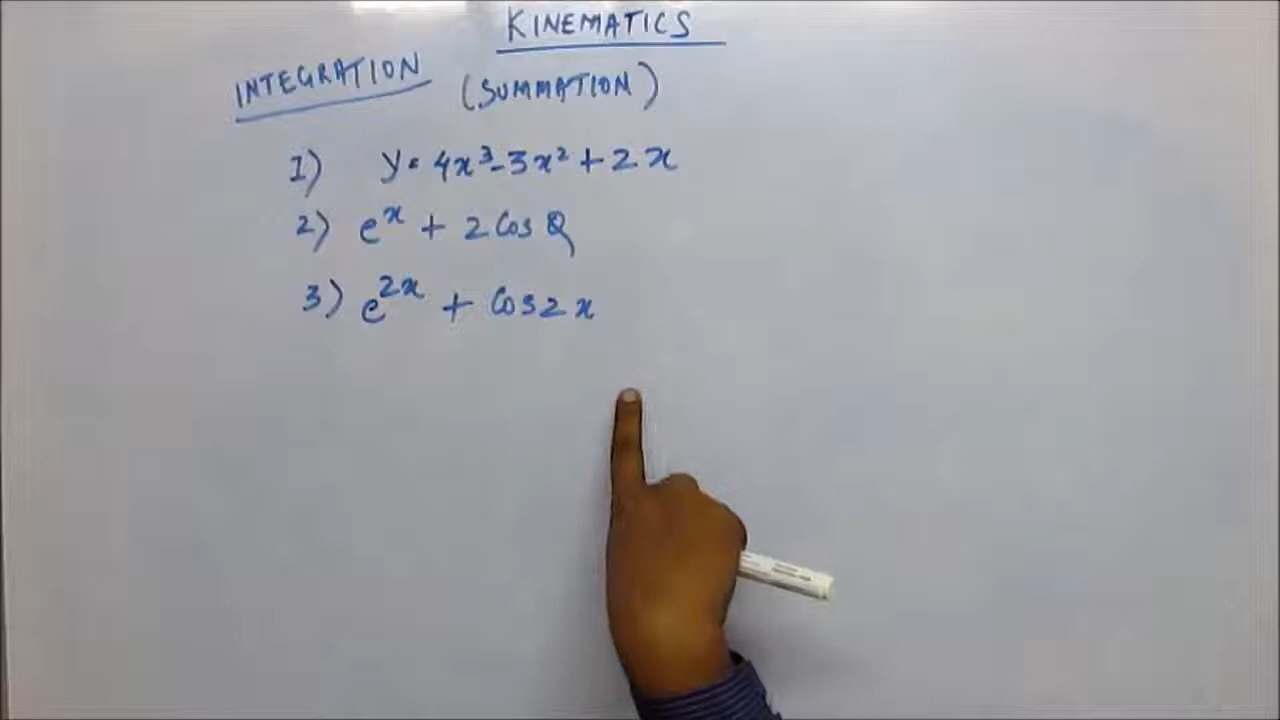 KINEMATICS
INTEGRATION (SUMMATION)
1) y = 4x³ - 3x² + 2x
2) eˣ + 2 Cos θ
3) e²ˣ + Cos 2x